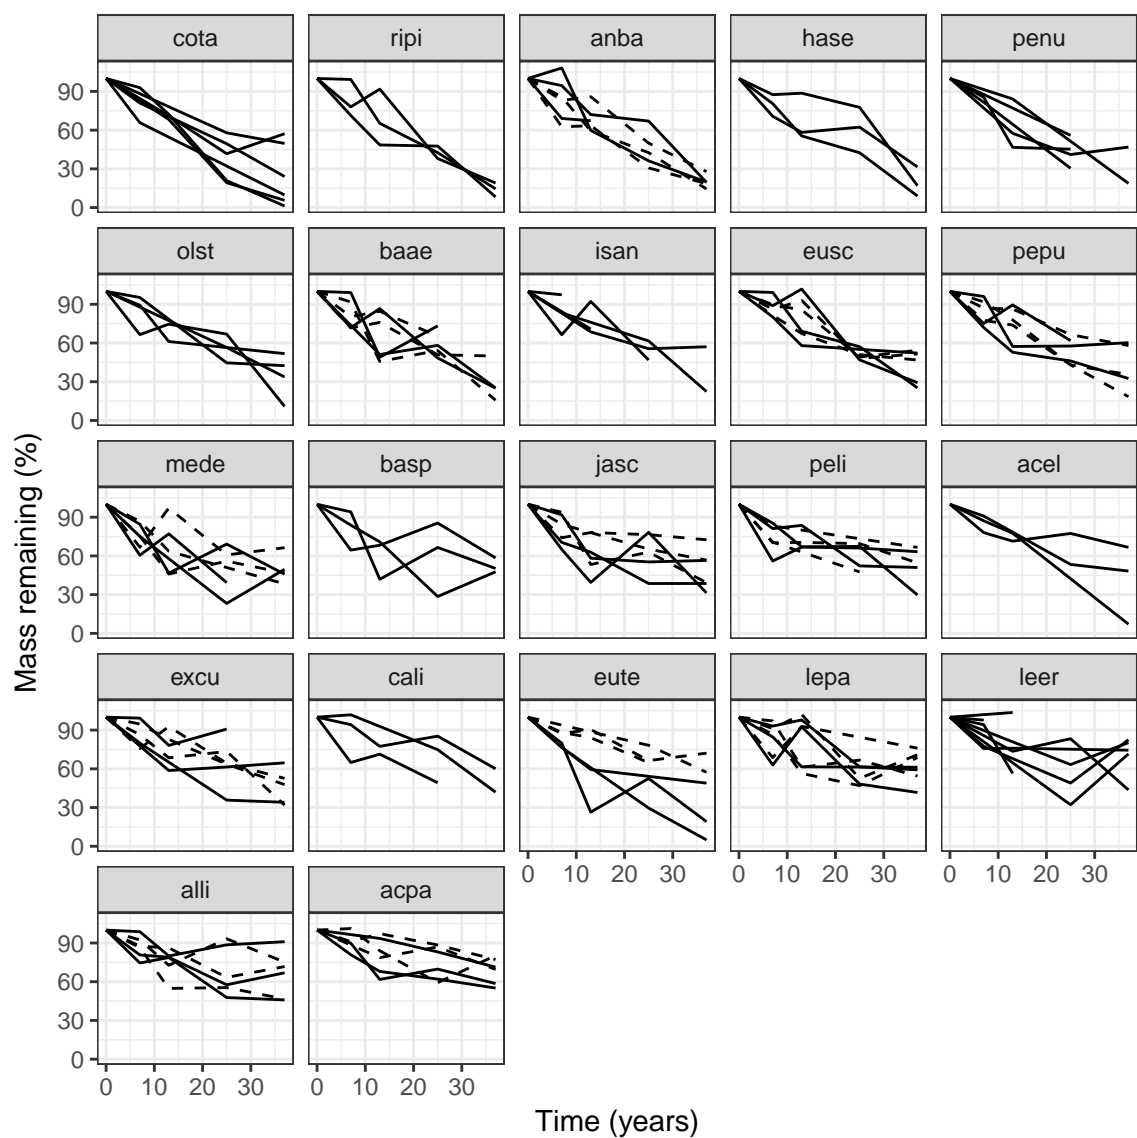 cota ripi anba hase penu
90
60
30
0
olst baae isan eusc pepu
90
60
30
0
mede basp jasc peli acel
90
60
30
0
excu cali eute lepa leer
90
60
30
0
0 10 20 30 0 10 20 30 0 10 20 30
alli acpa
90
60
30
0
0 10 20 30 0 10 20 30
Time (years)
Mass remaining (%)